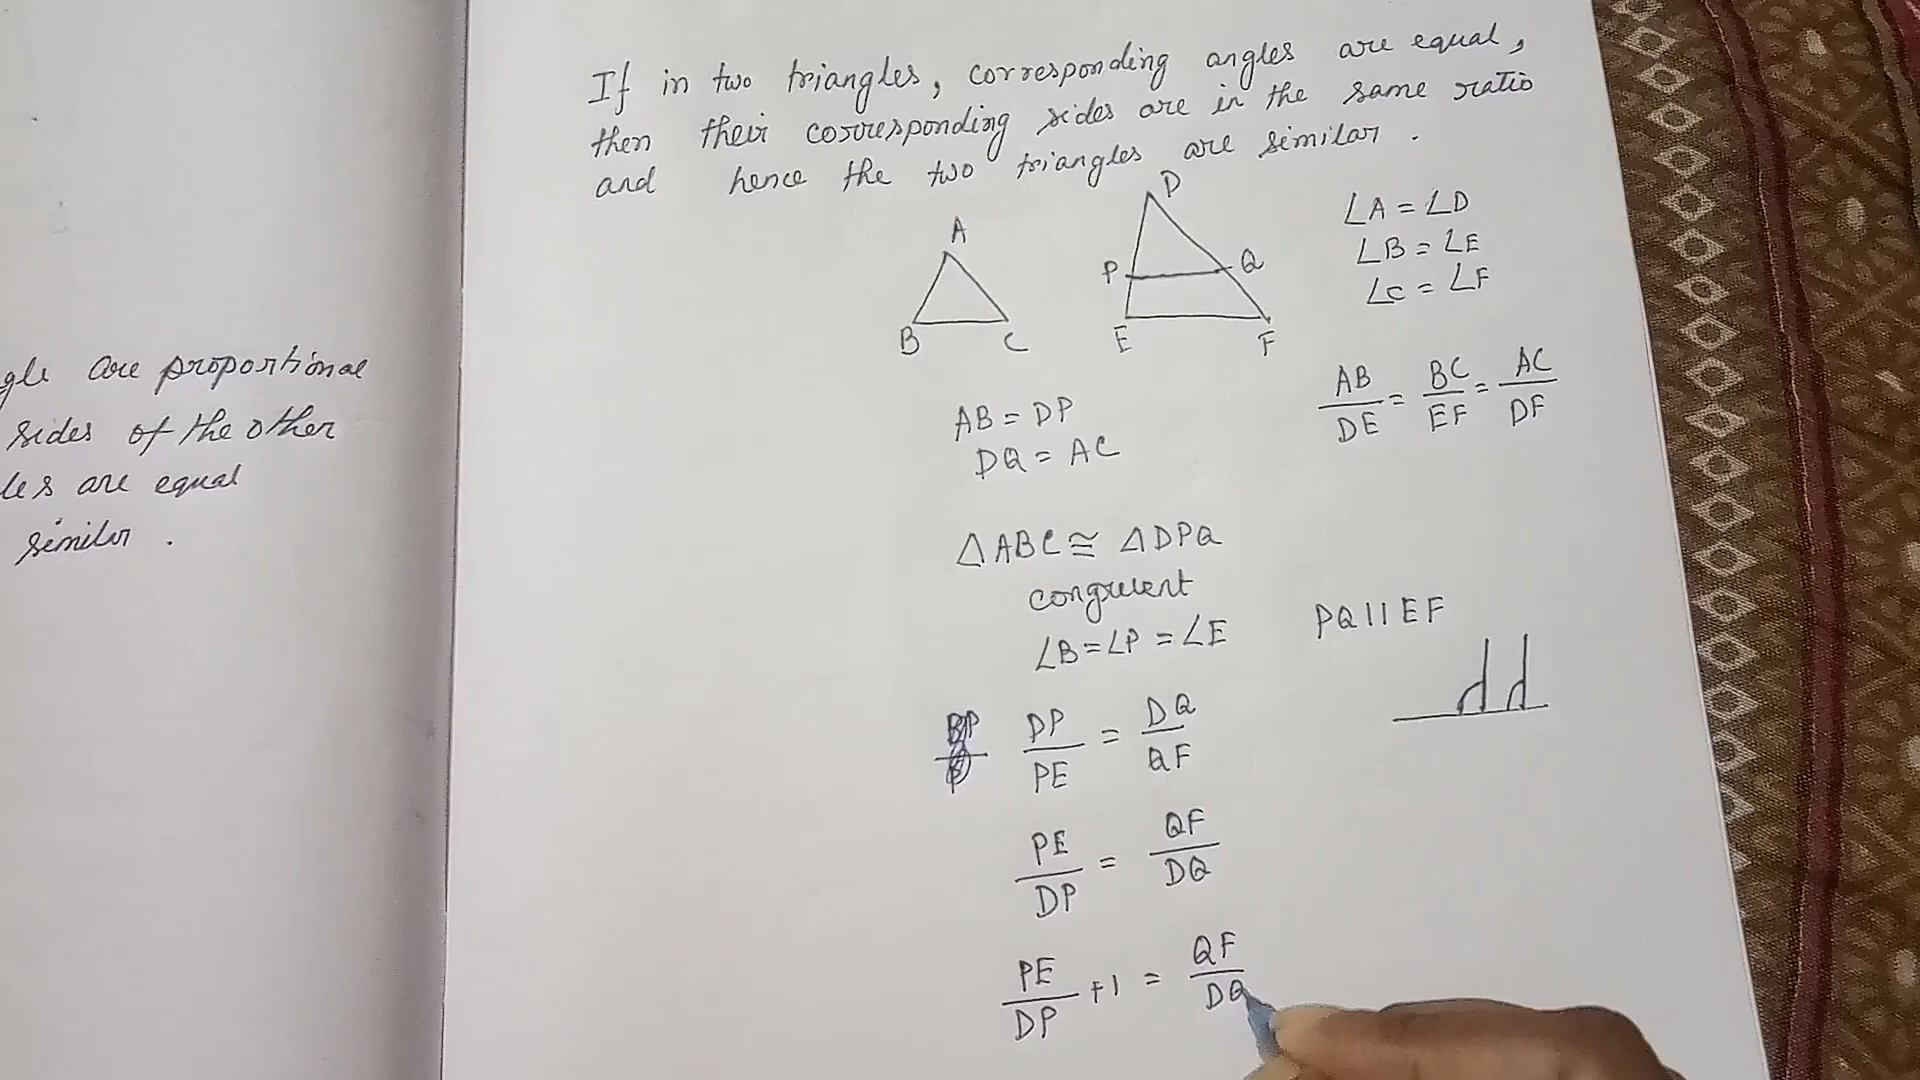 gle are proportional
sides of the other
les are equal
similar .
If in two triangles, corresponding angles are equal,
then their corresponding sides are in the same ratio
and hence the two triangles are similar .
A
B C
D
P Q
E F
∠A = ∠D
∠B = ∠E
∠C = ∠F
AB/DE = BC/EF = AC/DF
AB = DP
DQ = AC
△ABC ≅ △DPQ
congruent
∠B = ∠P = ∠E
PQ || EF
DP/PE = DQ/QF
PE/DP = QF/DQ
PE/DP +1 = QF/DQ